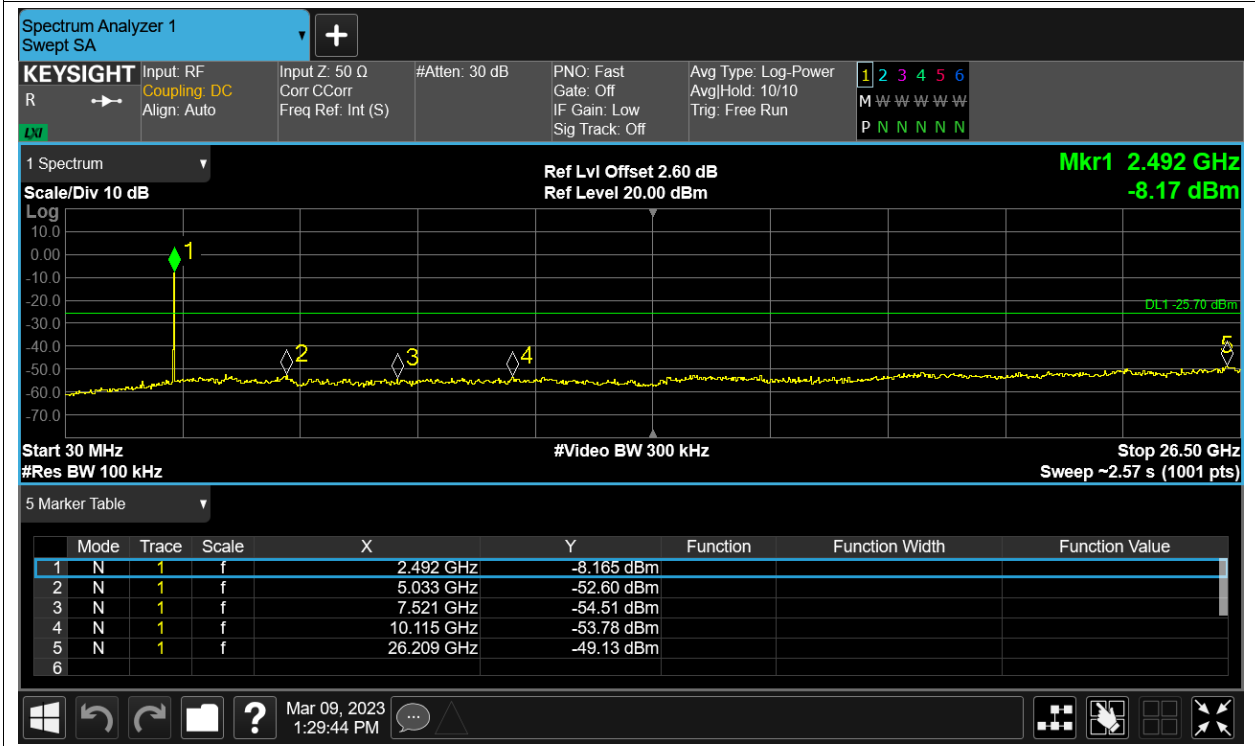 Spectrum Analyzer 1
Swept SA
+
KEYSIGHT
R
LXI
Input: RF
Coupling: DC
Align: Auto
Input Z: 50 Ω
Corr CCorr
Freq Ref: Int (S)
#Atten: 30 dB
PNO: Fast
Gate: Off
IF Gain: Low
Sig Track: Off
Avg Type: Log-Power
Avg|Hold: 10/10
Trig: Free Run
1 2 3 4 5 6
M W W W W W
P N N N N N
1 Spectrum
Scale/Div 10 dB
Ref Lvl Offset 2.60 dB
Ref Level 20.00 dBm
Mkr1 2.492 GHz
-8.17 dBm
Log
10.0
0.00
-10.0
-20.0
-30.0
-40.0
-50.0
-60.0
-70.0
1
2
3
4
5
DL1 -25.70 dBm
Start 30 MHz
#Res BW 100 kHz
#Video BW 300 kHz
Stop 26.50 GHz
Sweep ~2.57 s (1001 pts)
5 Marker Table
Mode Trace Scale X Y Function Function Width Function Value
1 N 1 f 2.492 GHz -8.165 dBm
2 N 1 f 5.033 GHz -52.60 dBm
3 N 1 f 7.521 GHz -54.51 dBm
4 N 1 f 10.115 GHz -53.78 dBm
5 N 1 f 26.209 GHz -49.13 dBm
6
?
Mar 09, 2023
1:29:44 PM